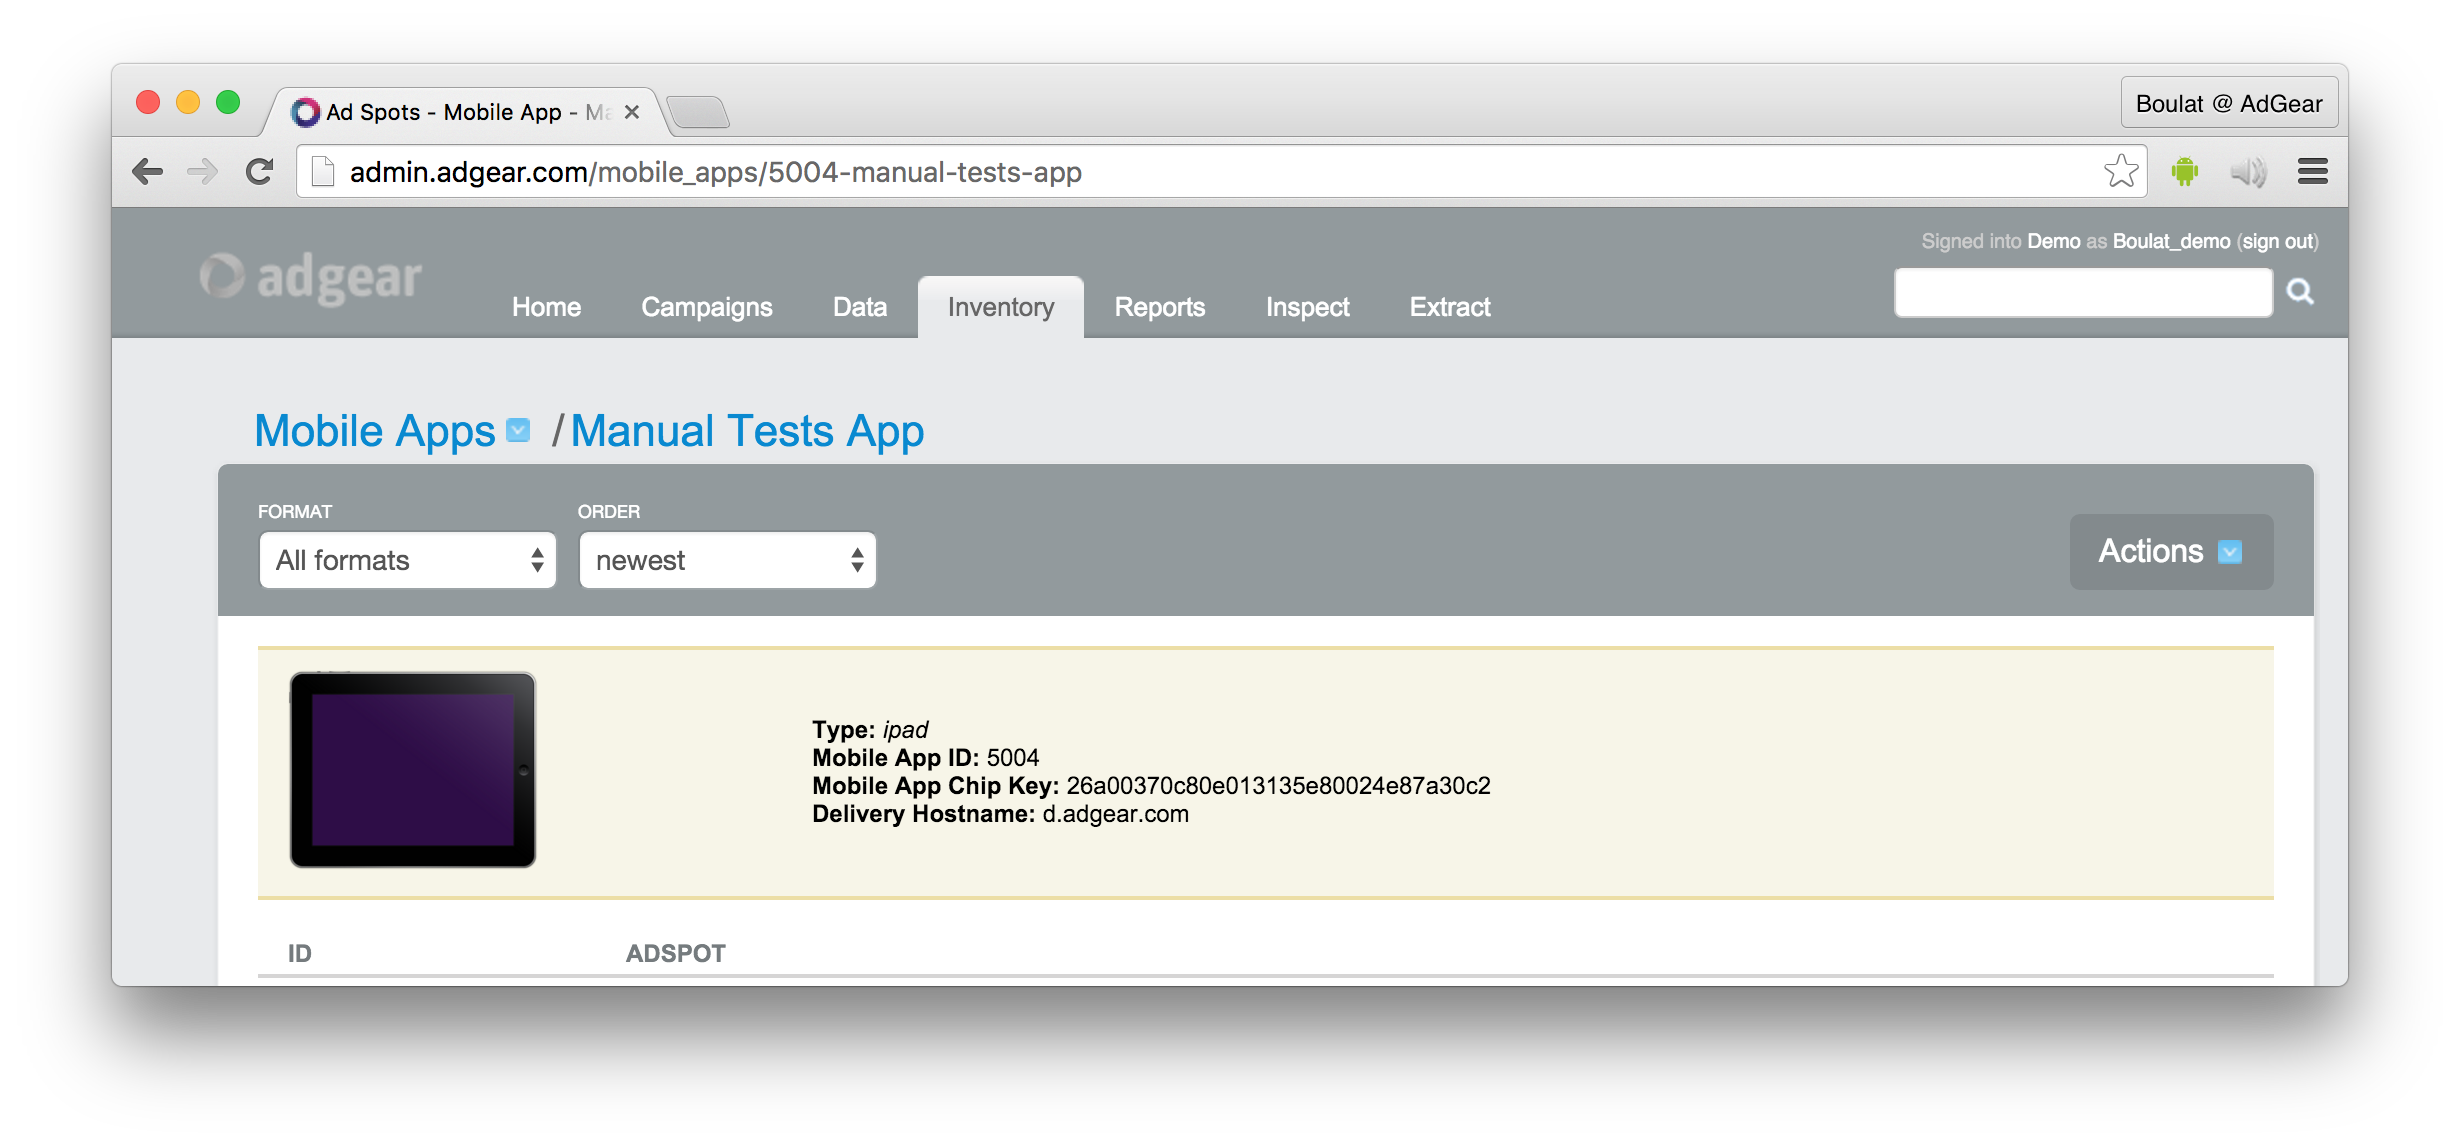 Ad Spots - Mobile App - Ma
Boulat @ AdGear
admin.adgear.com/mobile_apps/5004-manual-tests-app
Signed into Demo as Boulat_demo (sign out)
adgear
Home Campaigns Data Inventory Reports Inspect Extract
Mobile Apps / Manual Tests App
FORMAT ORDER
All formats newest
Actions
Type: ipad
Mobile App ID: 5004
Mobile App Chip Key: 26a00370c80e013135e80024e87a30c2
Delivery Hostname: d.adgear.com
ID ADSPOT